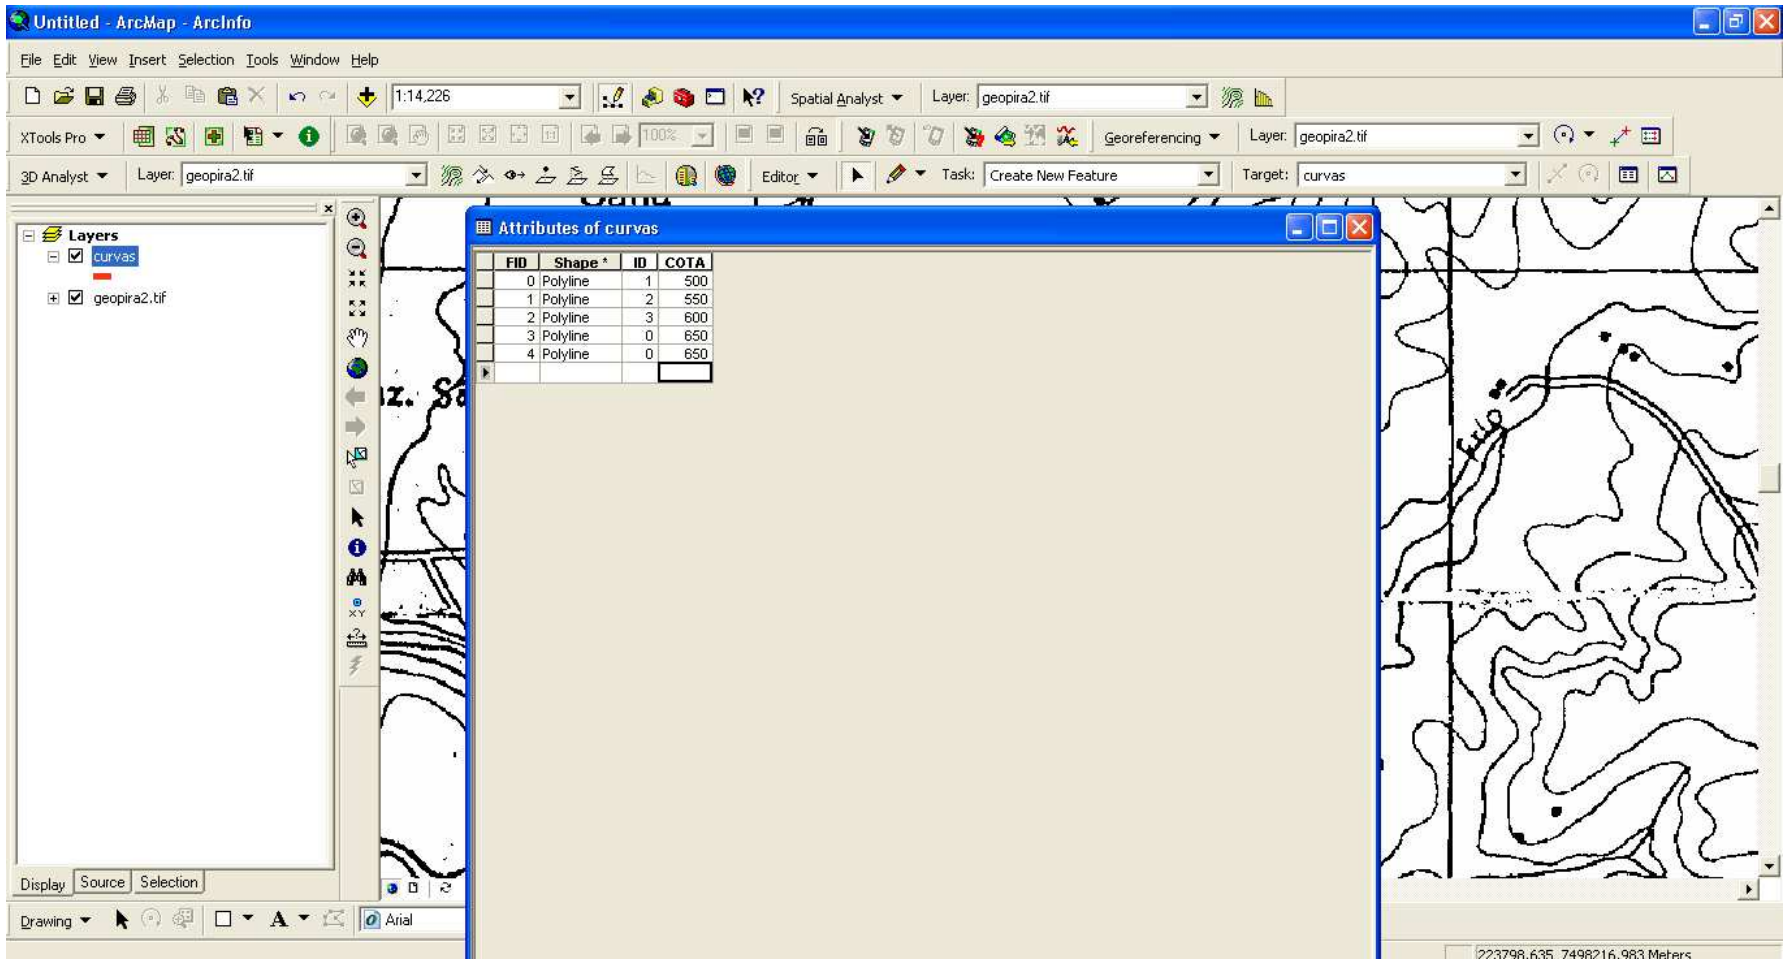 Untitled - ArcMap - ArcInfo
File Edit View Insert Selection Tools Window Help
1:14,226 Spatial Analyst Layer: geopira2.tif
XTools Pro 100% Georeferencing Layer: geopira2.tif
3D Analyst Layer: geopira2.tif Editor Task: Create New Feature Target: curvas
Layers
curvas
geopira2.tif
Attributes of curvas
FID Shape * ID COTA
0 Polyline 1 500
1 Polyline 2 550
2 Polyline 3 600
3 Polyline 0 650
4 Polyline 0 650
XY
Frio
Display Source Selection
Drawing A Arial
223798,635 7498216,983 Meters